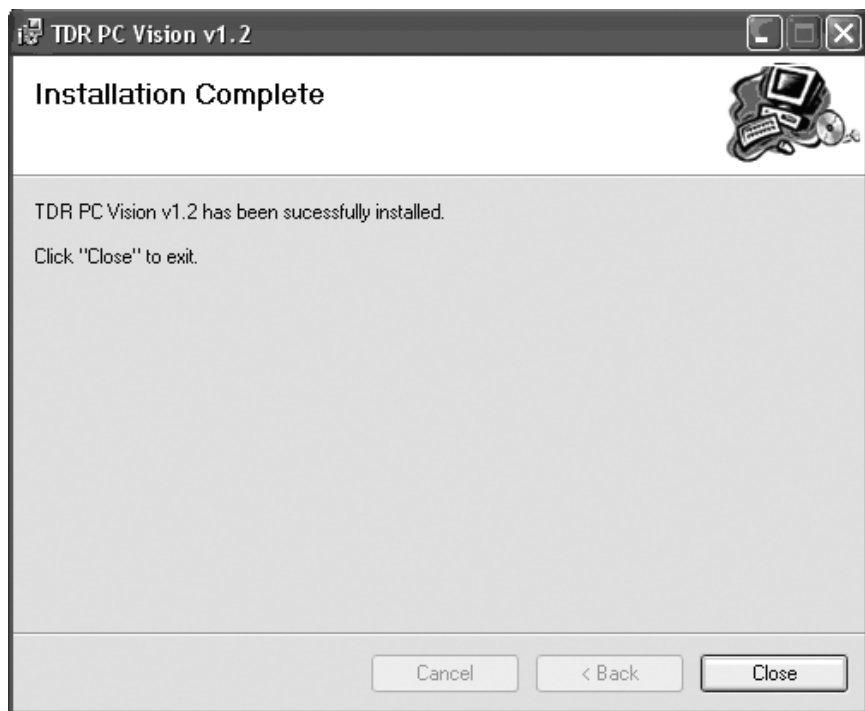 TDR PC Vision v1.2
Installation Complete
TDR PC Vision v1.2 has been sucessfully installed.
Click "Close" to exit.
Cancel
< Back
Close